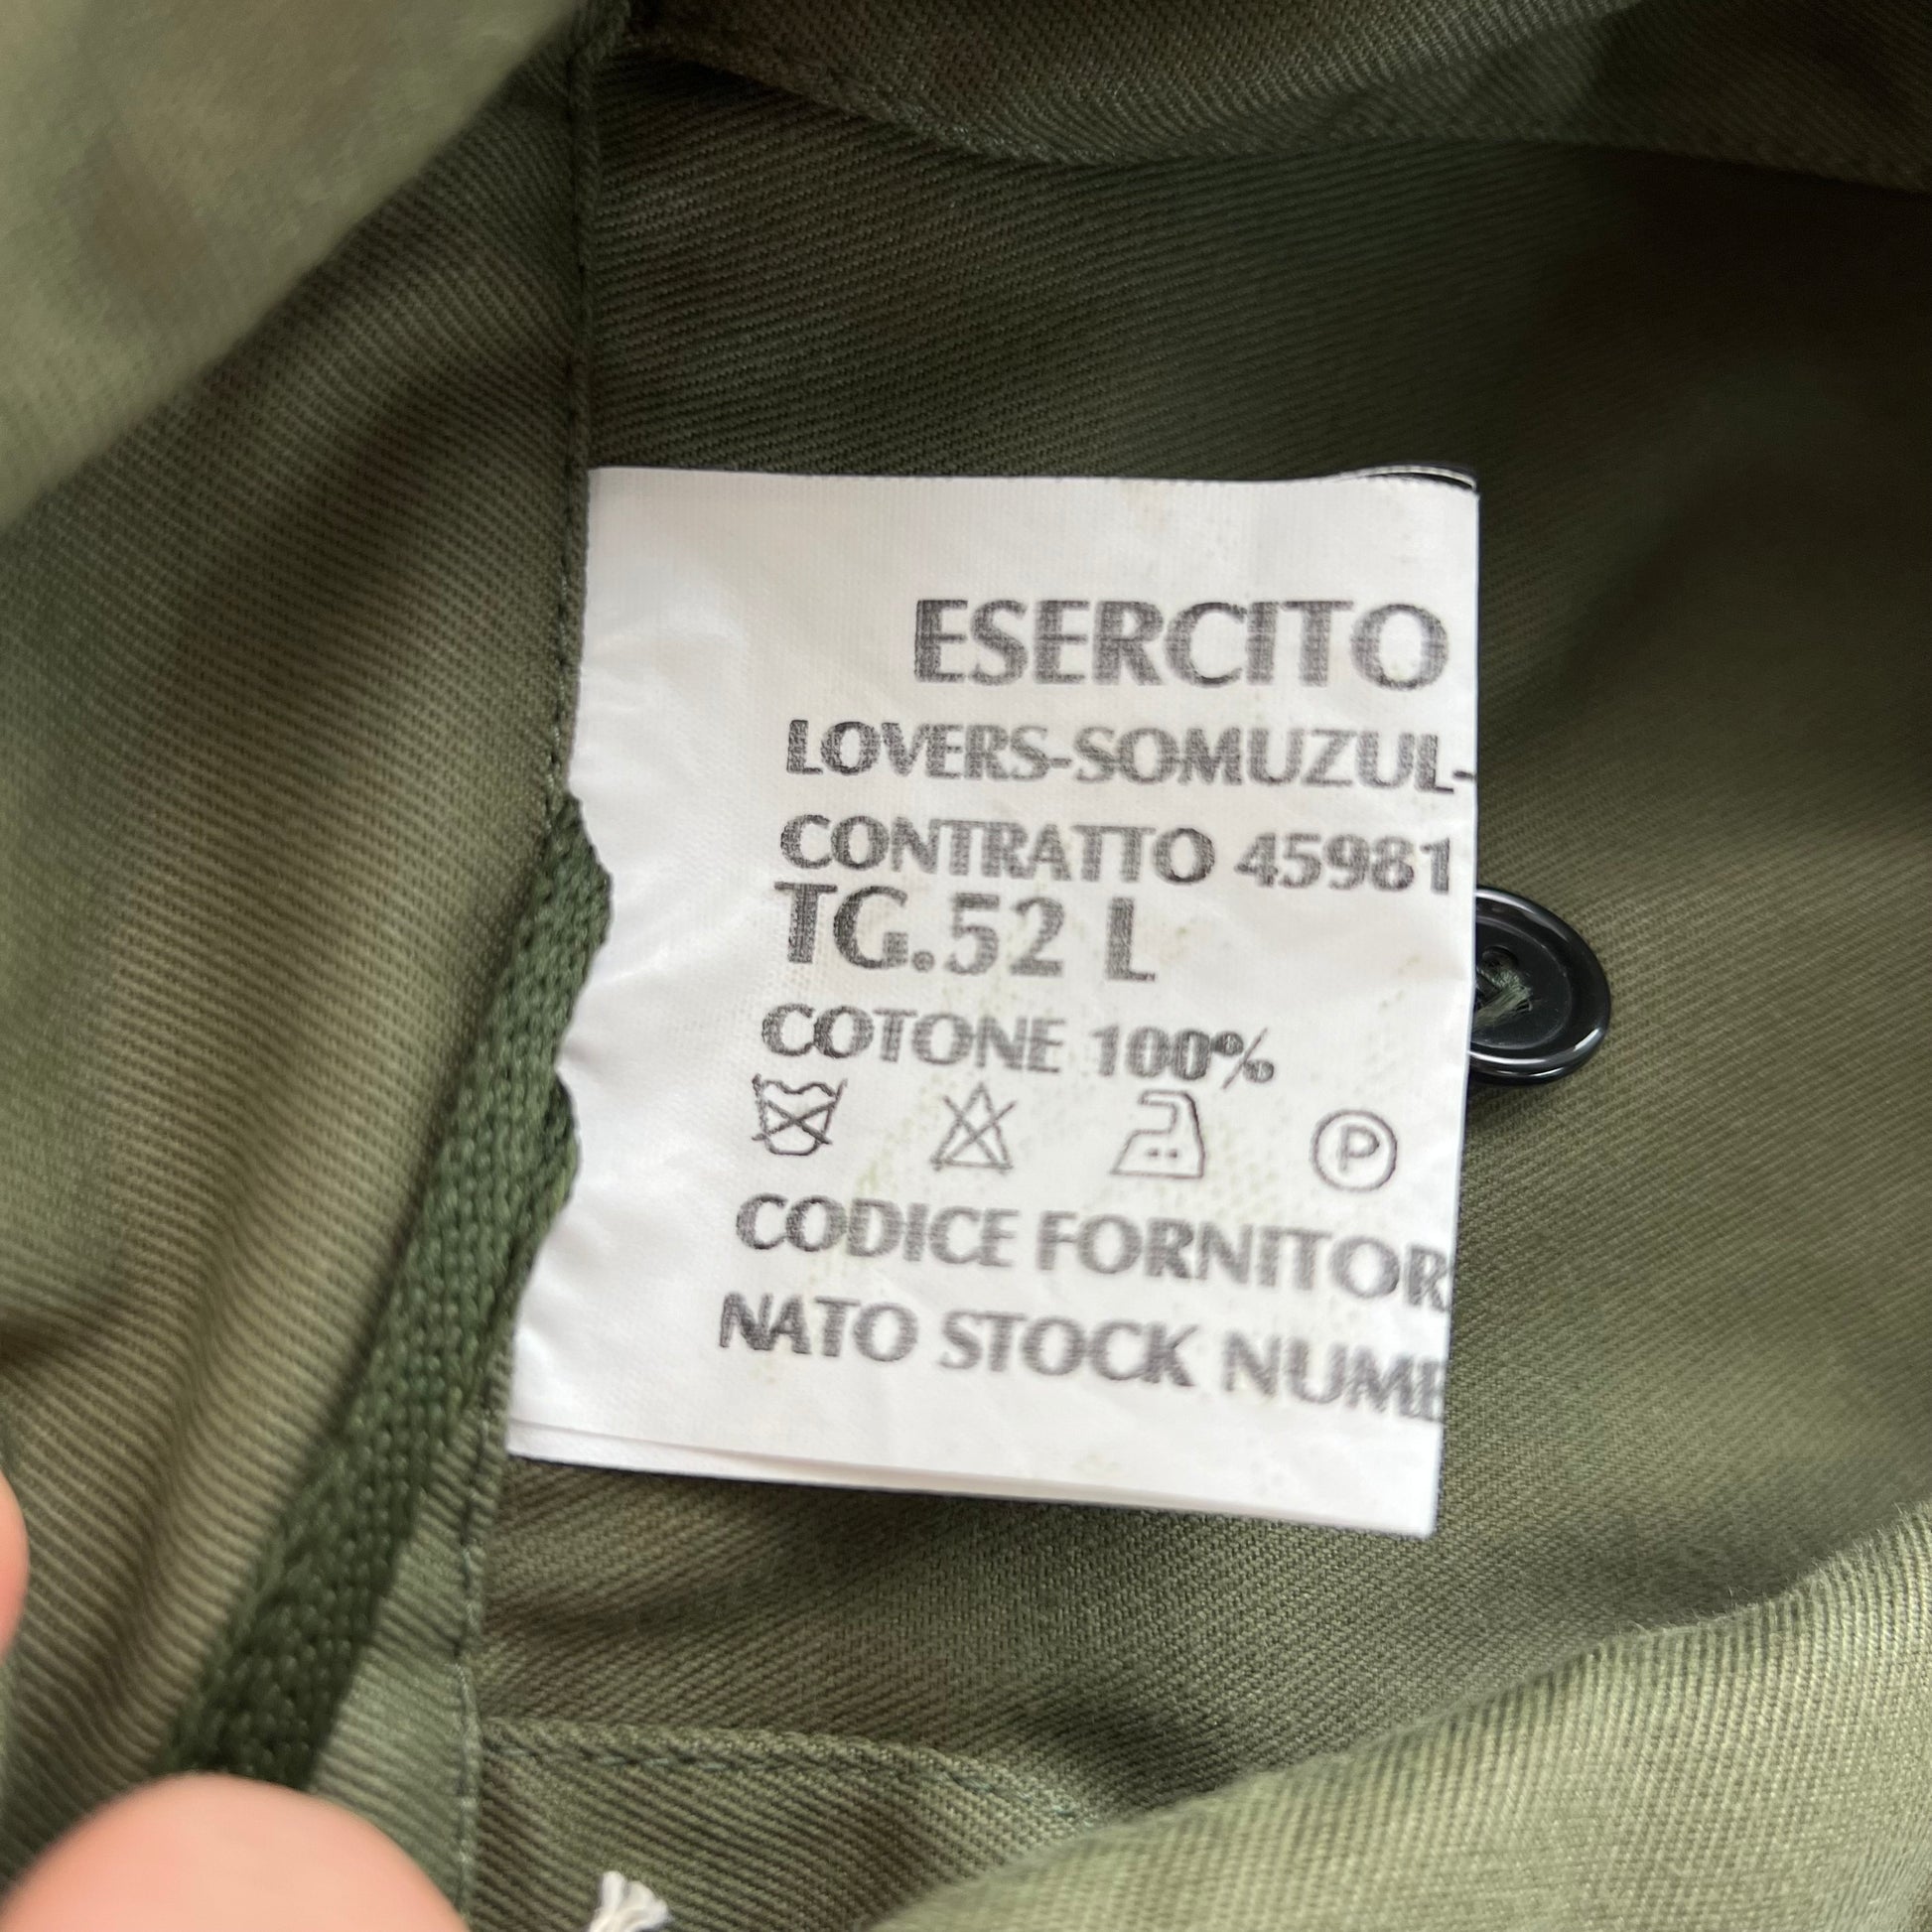 ESERCITO
LOVERS-SOMUZUL-
CONTRATTO 45981
TG.52 L
COTONE 100%
P
CODICE FORNITOR
NATO STOCK NUME